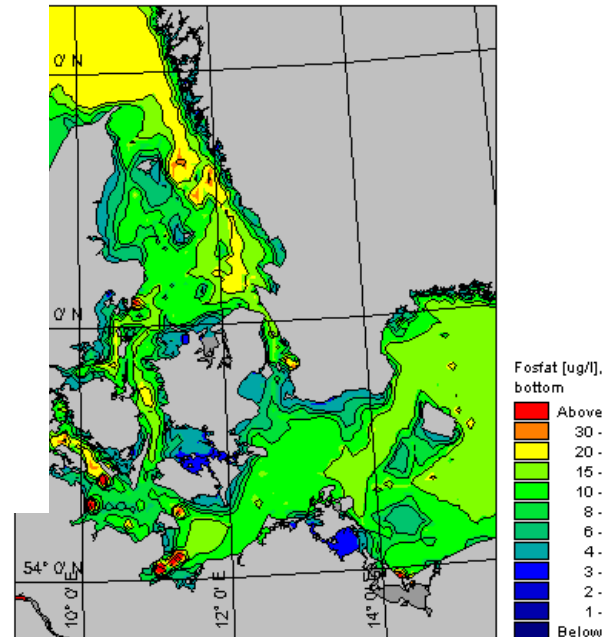 0' N
0' N
54° 0' N
10° 0' E
12° 0' E
14° 0' E
Fosfat [ug/l],
bottom
Above
30 -
20 -
15 -
10 -
8 -
6 -
4 -
3 -
2 -
1 -
Below